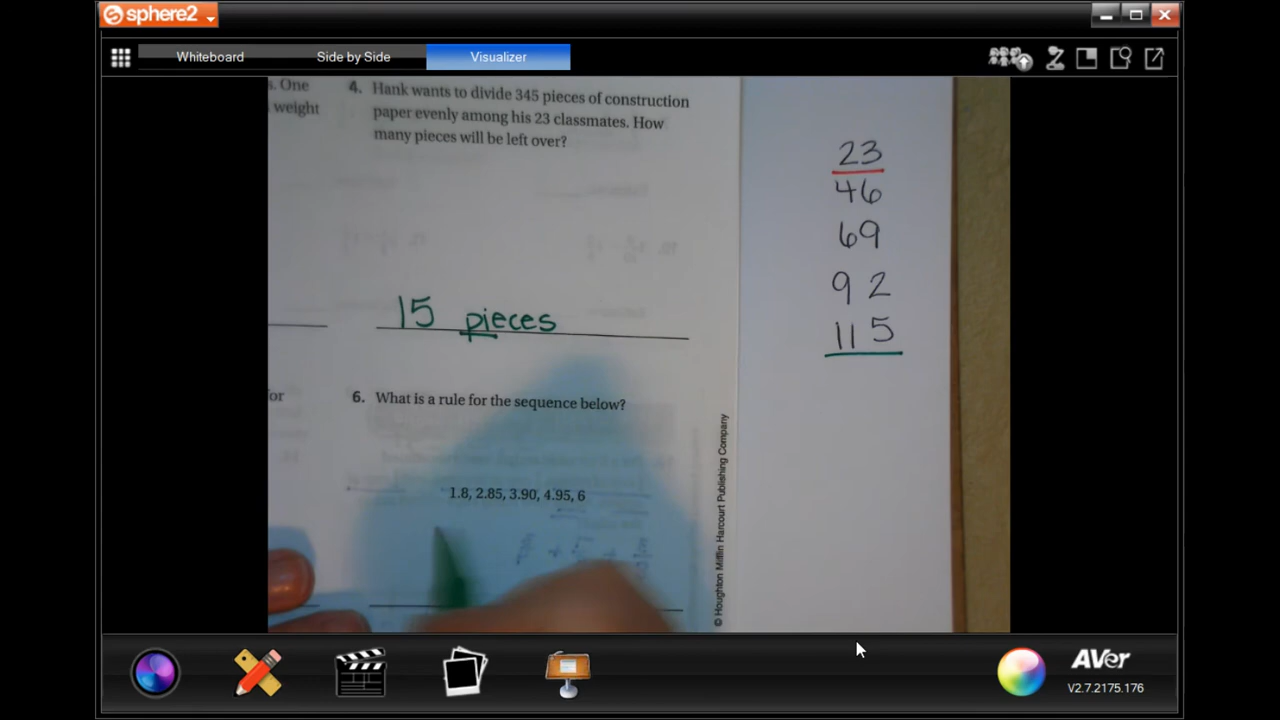 sphere2
Whiteboard
Side by Side
Visualizer
s. One
weight
4. Hank wants to divide 345 pieces of construction
paper evenly among his 23 classmates. How
many pieces will be left over?
15 pieces
or
6. What is a rule for the sequence below?
1.8, 2.85, 3.90, 4.95, 6
© Houghton Mifflin Harcourt Publishing Company
23
46
69
92
115
AVer
V2.7.2175.176